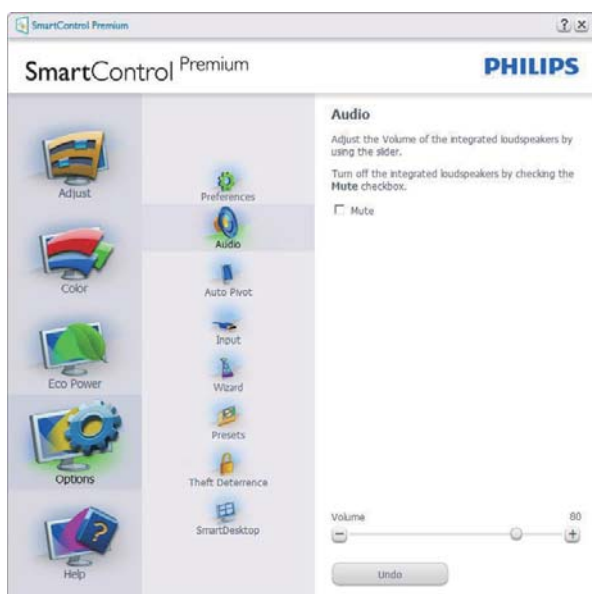 SmartControl Premium
SmartControl Premium
PHILIPS
Adjust
Color
Eco Power
Options
Help
Preferences
Audio
Auto Pivot
Input
Wizard
Presets
Theft Deterrence
SmartDesktop
Audio
Adjust the Volume of the integrated loudspeakers by
using the slider.
Turn off the integrated loudspeakers by checking the
Mute checkbox.
Mute
Volume 80
Undo